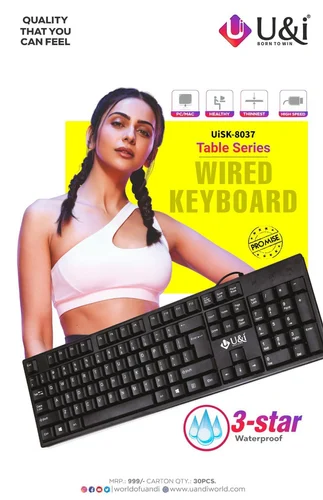 QUALITY
THAT YOU
CAN FEEL
U&i®
BORN TO WIN
PC/MAC
HEALTHY
THINNEST
HIGH SPEED
UiSK-8037
Table Series
WIRED
KEYBOARD
PROMISE
U&i
3-star
Waterproof
MRP.: 999/- CARTON QTY.: 30PCS.
|worldofuandi|www.uandiworld.com